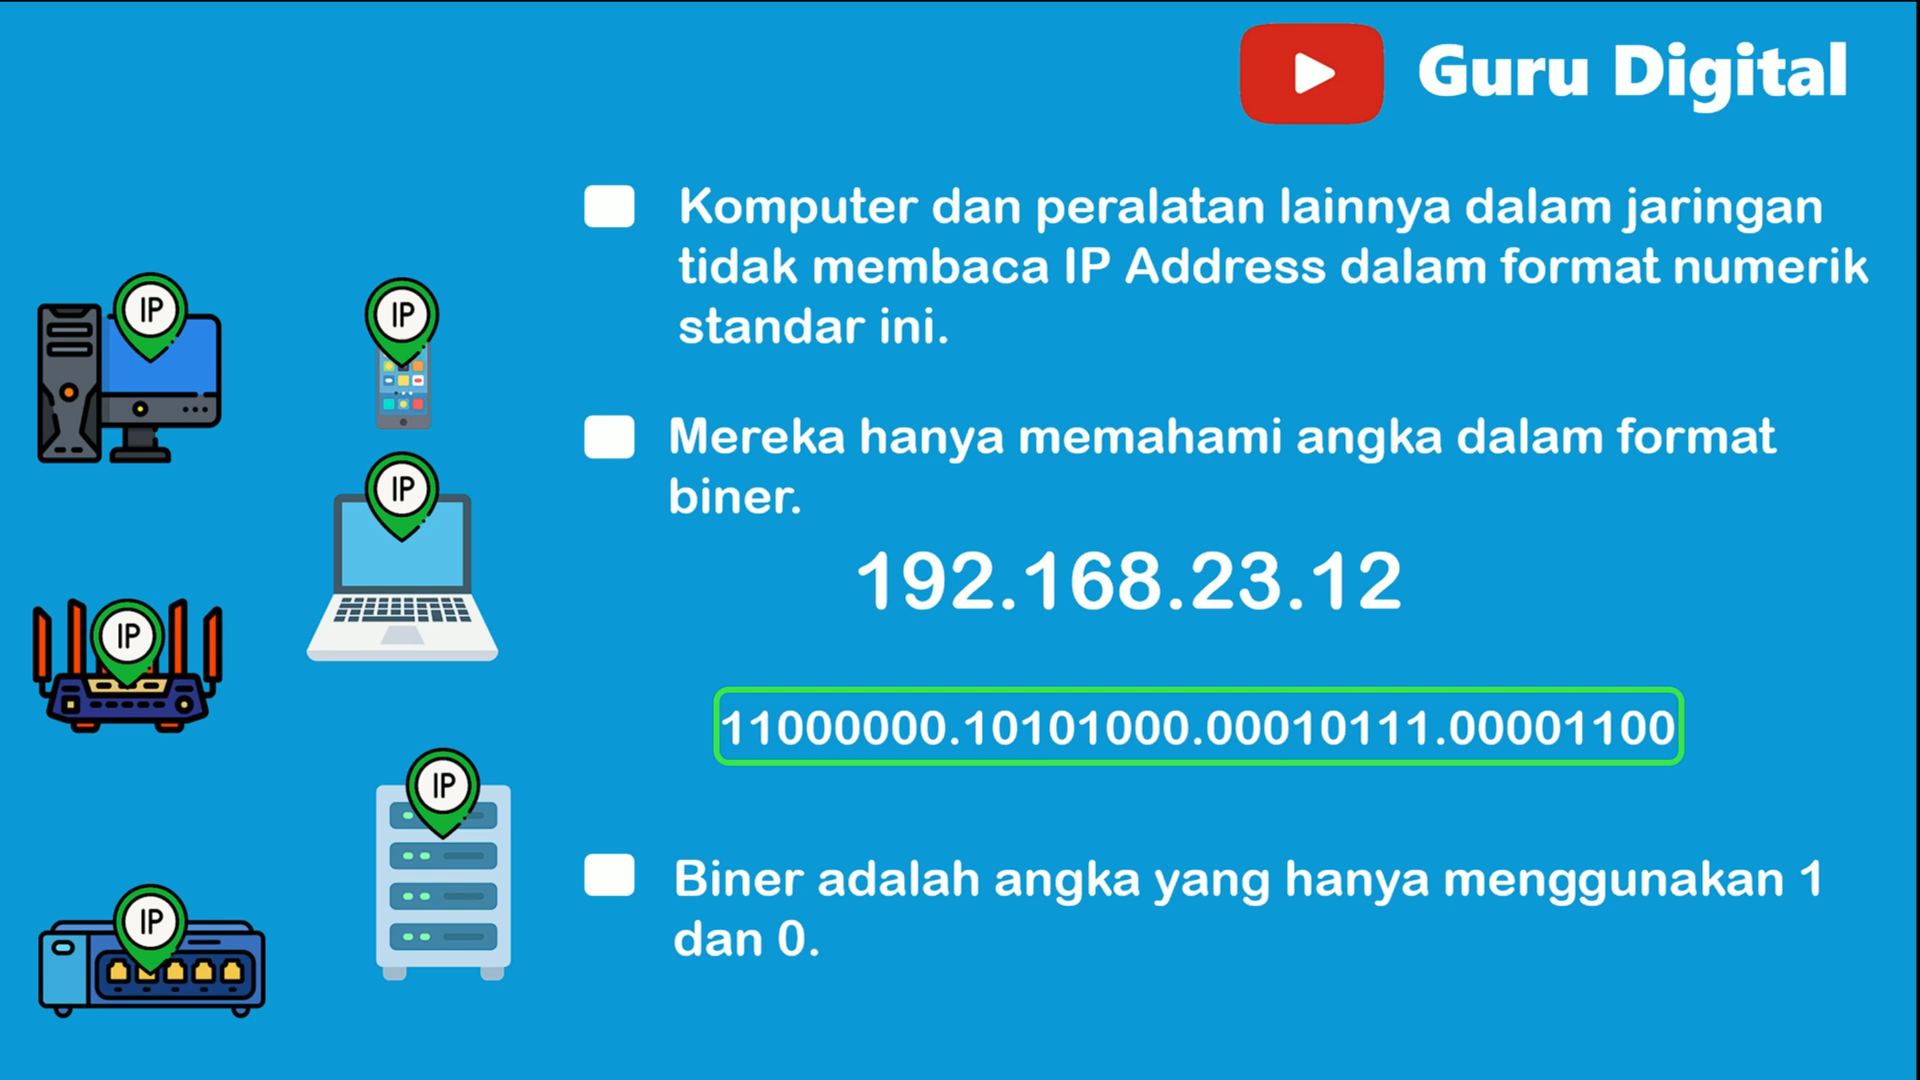 Guru Digital
Komputer dan peralatan lainnya dalam jaringan
tidak membaca IP Address dalam format numerik
standar ini.
Mereka hanya memahami angka dalam format
biner.
192.168.23.12
11000000.10101000.00010111.00001100
Biner adalah angka yang hanya menggunakan 1
dan 0.
IP
IP
IP
IP
IP
IP